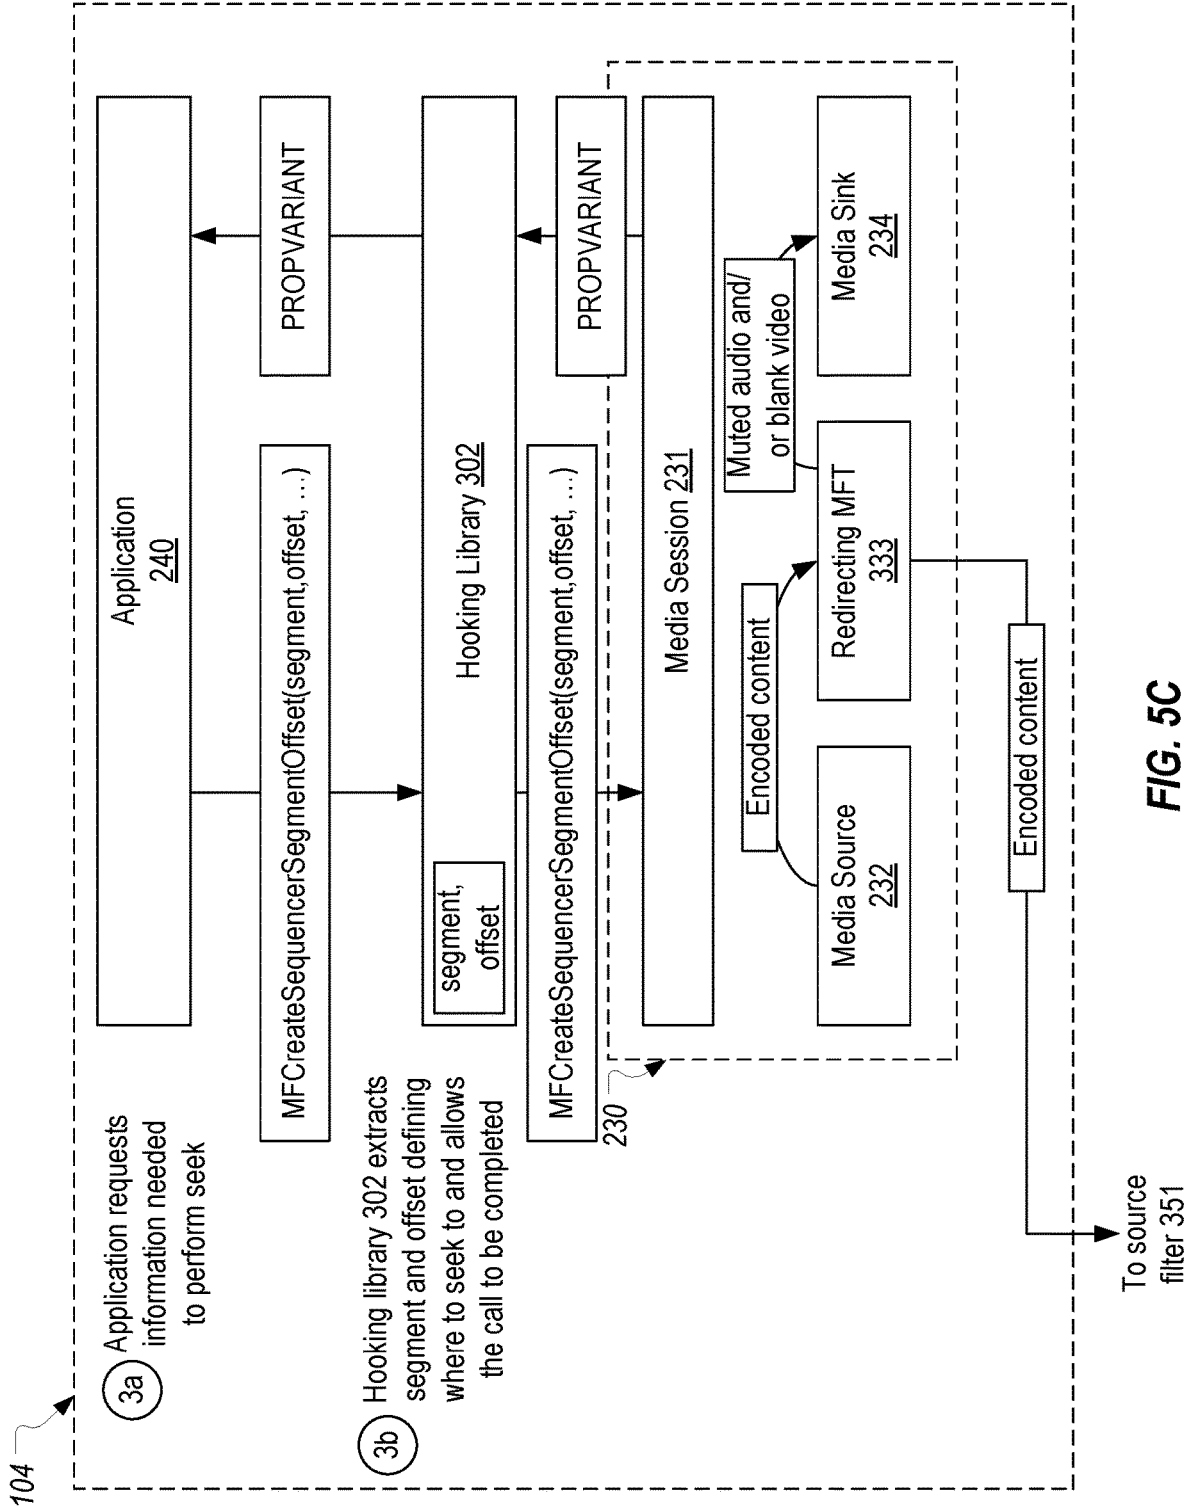 104
3a
Application requests
information needed
to perform seek
3b
Hooking library 302 extracts
segment and offset defining
where to seek to and allows
the call to be completed
Application
240
MFCreateSequencerSegmentOffset(segment,offset, ...)
PROPVARIANT
segment,
offset
Hooking Library 302
MFCreateSequencerSegmentOffset(segment,offset, ...)
PROPVARIANT
230
Media Session 231
Encoded content
Muted audio and/
or blank video
Media Source
232
Redirecting MFT
333
Media Sink
234
Encoded content
To source
filter 351
FIG. 5C